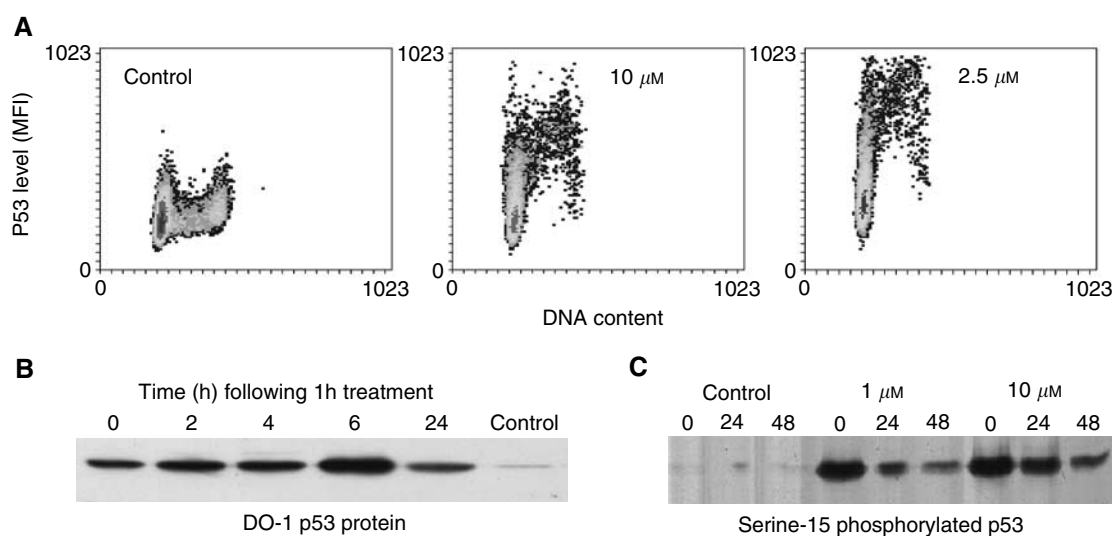 A
P53 level (MFI)
1023
0
Control
0
1023
1023
0
10 μM
0
1023
1023
0
2.5 μM
0
1023
DNA content
B
Time (h) following 1h treatment
0 2 4 6 24 Control
DO-1 p53 protein
C
Control 1 μM 10 μM
0 24 48 0 24 48 0 24 48
Serine-15 phosphorylated p53